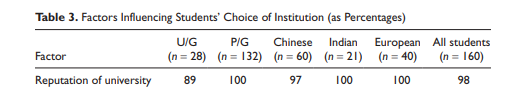 Table 3. Factors Influencing Students' Choice of Institution (as Percentages)
U/G P/G Chinese Indian European All students
Factor (n = 28) (n = 132) (n = 60) (n = 21) (n = 40) (n = 160)
Reputation of university 89 100 97 100 100 98